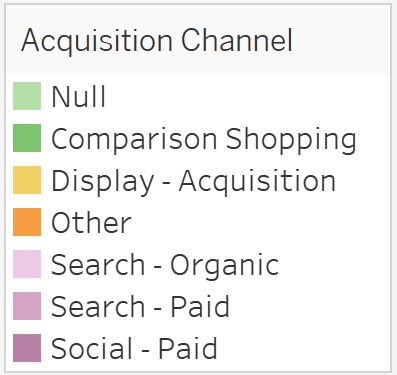 Acquisition Channel
Null
Comparison Shopping
Display - Acquisition
Other
Search - Organic
Search - Paid
Social - Paid